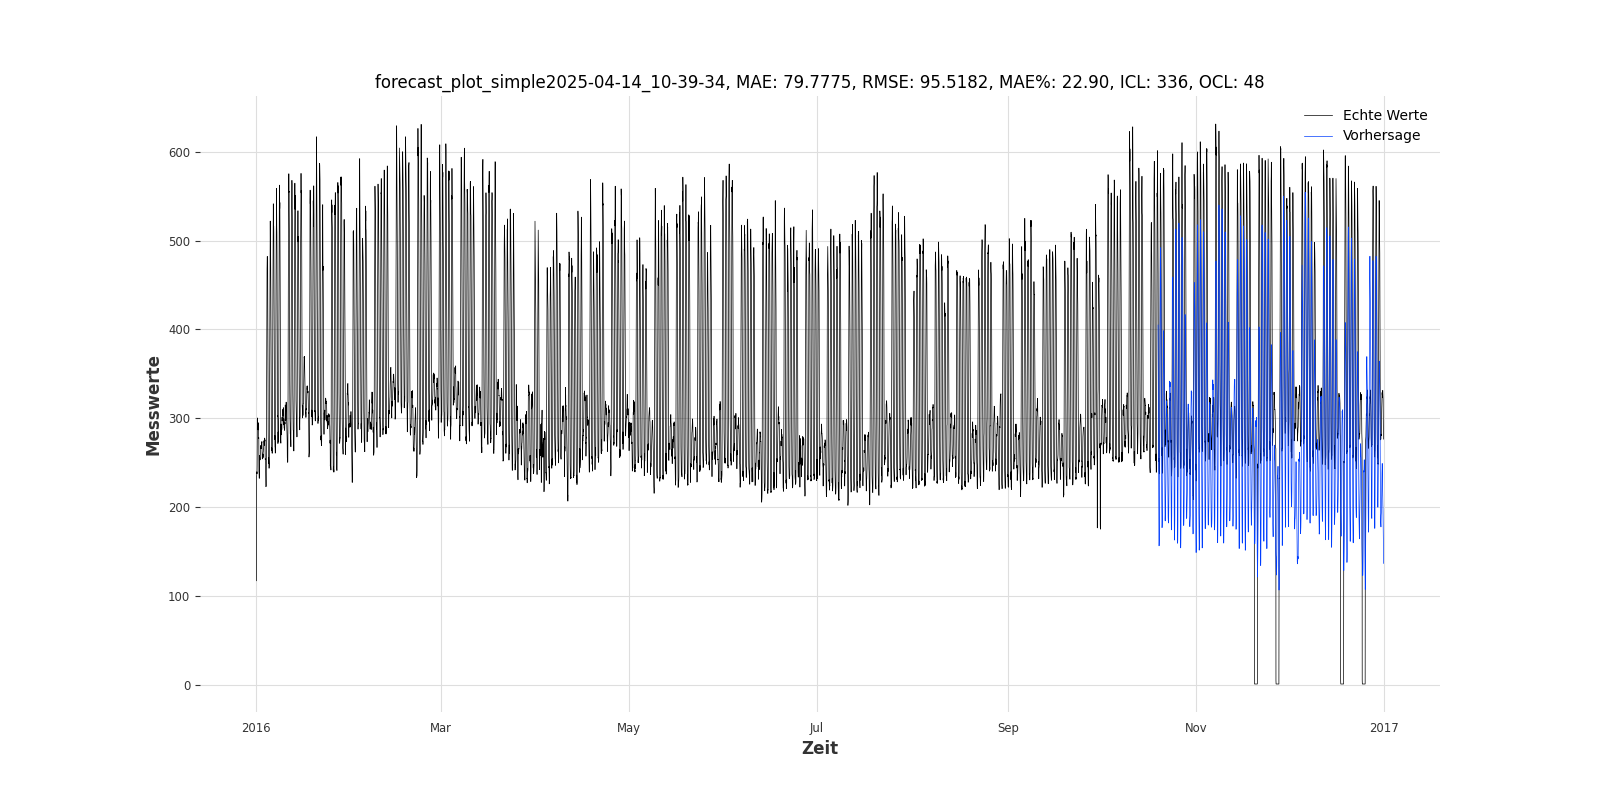 forecast_plot_simple2025-04-14_10-39-34, MAE: 79.7775, RMSE: 95.5182, MAE%: 22.90, ICL: 336, OCL: 48
Echte Werte
Vorhersage
600
500
400
300
200
100
0
Messwerte
2016
Mar
May
Jul
Sep
Nov
2017
Zeit